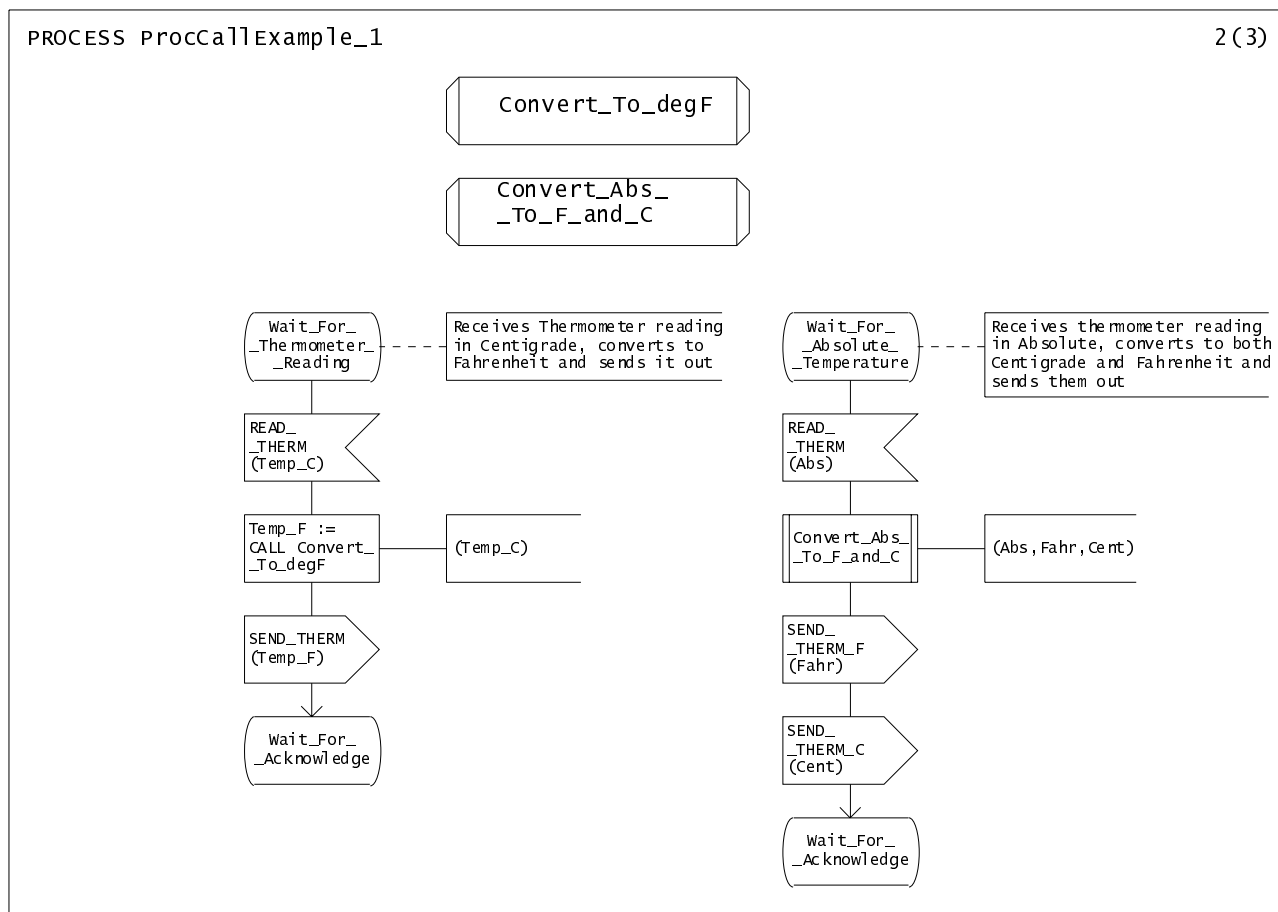 PROCESS ProcCallExample_1
2(3)
Convert_To_degF
Convert_Abs_
_To_F_and_C
Wait_For_
_Thermometer_
_Reading
Receives Thermometer reading
in Centigrade, converts to
Fahrenheit and sends it out
READ_
_THERM
(Temp_C)
Temp_F :=
CALL Convert_
_To_degF
(Temp_C)
SEND_THERM
(Temp_F)
Wait_For_
_Acknowledge
Wait_For_
_Absolute_
_Temperature
Receives thermometer reading
in Absolute, converts to both
Centigrade and Fahrenheit and
sends them out
READ_
_THERM
(Abs)
Convert_Abs_
_To_F_and_C
(Abs,Fahr,Cent)
SEND_
_THERM_F
(Fahr)
SEND_
_THERM_C
(Cent)
Wait_For_
_Acknowledge